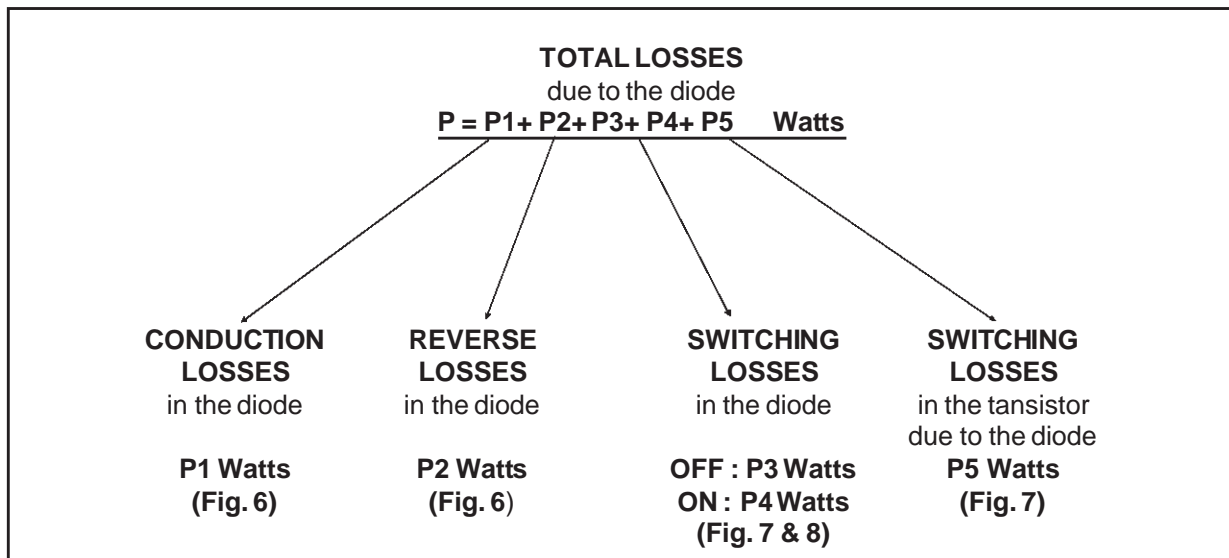 TOTAL LOSSES
due to the diode
P = P1+ P2+ P3+ P4+ P5 Watts
CONDUCTION
LOSSES
in the diode
P1 Watts
(Fig. 6)
REVERSE
LOSSES
in the diode
P2 Watts
(Fig. 6)
SWITCHING
LOSSES
in the diode
OFF : P3 Watts
ON : P4 Watts
(Fig. 7 & 8)
SWITCHING
LOSSES
in the tansistor
due to the diode
P5 Watts
(Fig. 7)